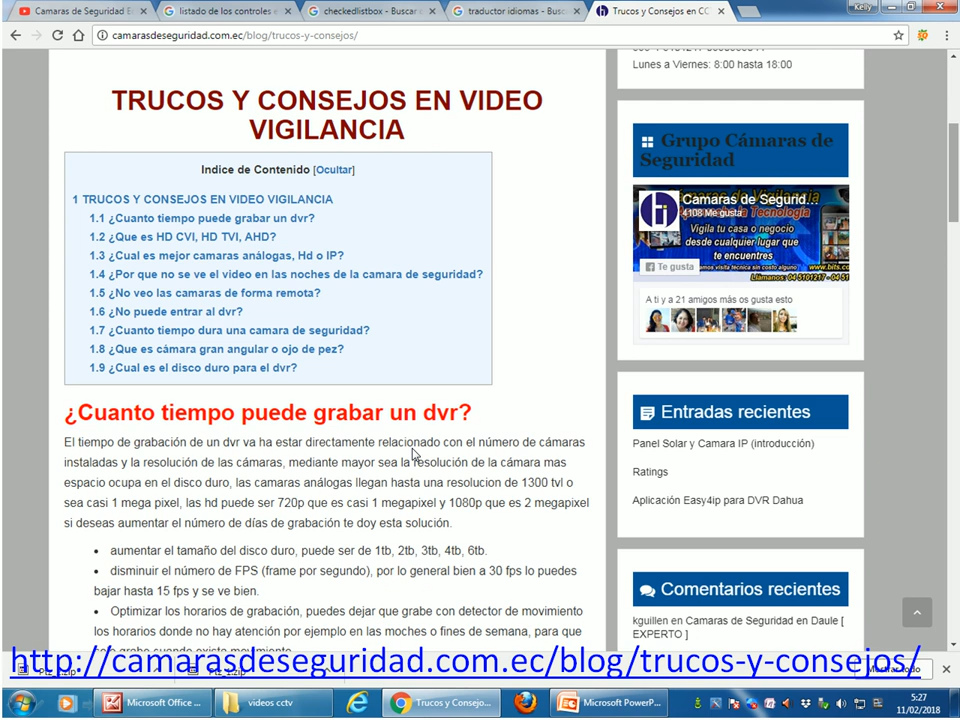 Camaras de Seguridad E
listado de los controles e
checkedlistbox - Buscar c
traductor idiomas - Busc
Trucos y Consejos en CC
Kelly
camarasdeseguridad.com.ec/blog/trucos-y-consejos/
Lunes a Viernes: 8:00 hasta 18:00
TRUCOS Y CONSEJOS EN VIDEO
VIGILANCIA
Indice de Contenido [Ocultar]
1 TRUCOS Y CONSEJOS EN VIDEO VIGILANCIA
1.1 ¿Cuanto tiempo puede grabar un dvr?
1.2 ¿Que es HD CVI, HD TVI, AHD?
1.3 ¿Cual es mejor camaras análogas, Hd o IP?
1.4 ¿Por que no se ve el video en las noches de la camara de seguridad?
1.5 ¿No veo las camaras de forma remota?
1.6 ¿No puede entrar al dvr?
1.7 ¿Cuanto tiempo dura una camara de seguridad?
1.8 ¿Que es cámara gran angular o ojo de pez?
1.9 ¿Cual es el disco duro para el dvr?
¿Cuanto tiempo puede grabar un dvr?
El tiempo de grabación de un dvr va ha estar directamente relacionado con el número de cámaras
instaladas y la resolución de las cámaras, mediante mayor sea la resolución de la cámara mas
espacio ocupa en el disco duro, las camaras análogas llegan hasta una resolucion de 1300 tvl o
sea casi 1 mega pixel, las hd puede ser 720p que es casi 1 megapixel y 1080p que es 2 megapixel
si deseas aumentar el número de días de grabación te doy esta solución.
• aumentar el tamaño del disco duro, puede ser de 1tb, 2tb, 3tb, 4tb, 6tb.
• disminuir el número de FPS (frame por segundo), por lo general bien a 30 fps lo puedes
bajar hasta 15 fps y se ve bien.
• Optimizar los horarios de grabación, puedes dejar que grabe con detector de movimiento
los horarios donde no hay atención por ejemplo en las moches o fines de semana, para que
Grupo Cámaras de
Seguridad
Camaras de Segurid...
4108 Me gusta
Vigila tu casa o negocio
desde cualquier lugar que
te encuentres
Te gusta
amos visita técnica sin costo alguno
www.bits.co
Llámanos: 04 5101217 - 04 51
A ti y a 21 amigos más os gusta esto
Entradas recientes
Panel Solar y Camara IP (introducción)
Ratings
Aplicación Easy4ip para DVR Dahua
Comentarios recientes
kguillen en Camaras de Seguridad en Daule [
EXPERTO ]
http://camarasdeseguridad.com.ec/blog/trucos-y-consejos/
Microsoft Office ...
videos cctv
Trucos y Consejo...
Microsoft PowerP...
5:27
11/02/2018